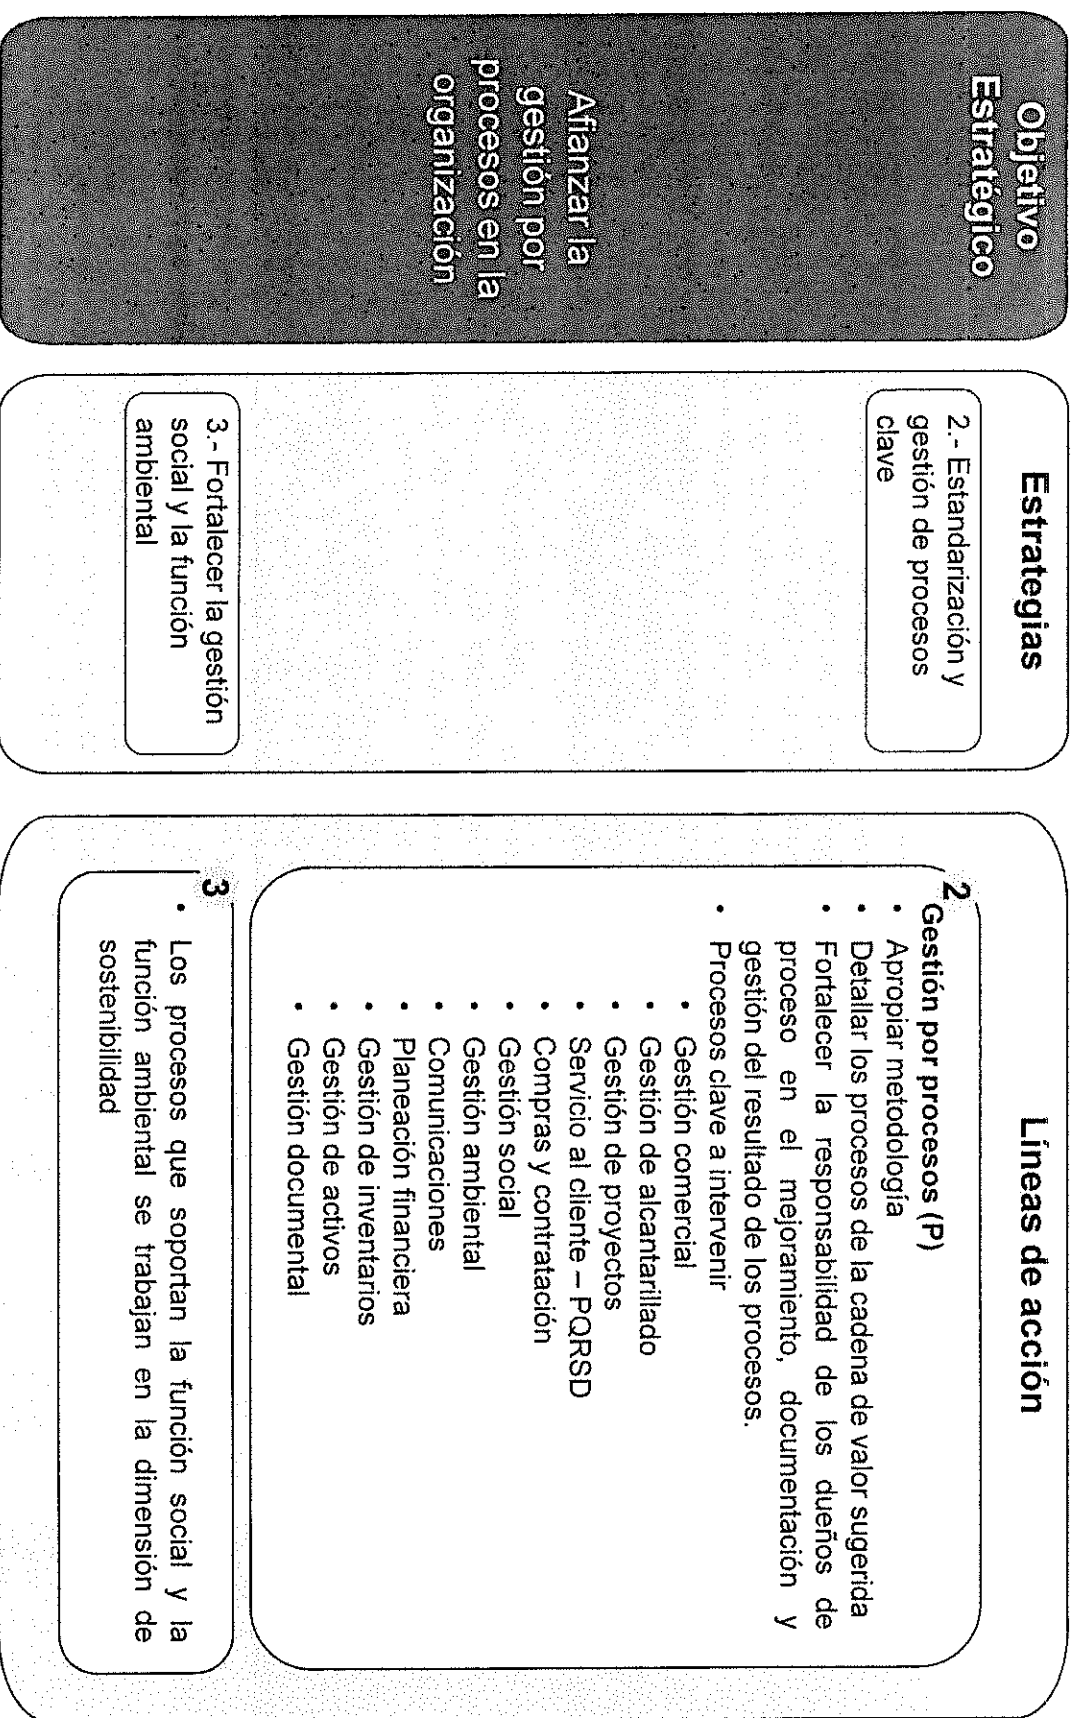 Objetivo
Estratégico
Afianzar la
gestión por
procesos en la
organización
Estrategias
2.- Estandarización y
gestión de procesos
clave
3.- Fortalecer la gestión
social y la función
ambiental
Líneas de acción
2
Gestión por procesos (P)
• Apropiar metodología
• Detallar los procesos de la cadena de valor sugerida
• Fortalecer la responsabilidad de los dueños de
proceso en el mejoramiento, documentación y
gestión del resultado de los procesos.
• Procesos clave a intervenir
• Gestión comercial
• Gestión de alcantarillado
• Gestión de proyectos
• Servicio al cliente – PQRSD
• Compras y contratación
• Gestión social
• Gestión ambiental
• Comunicaciones
• Planeación financiera
• Gestión de inventarios
• Gestión de activos
• Gestión documental
3
• Los procesos que soportan la función social y la
función ambiental se trabajan en la dimensión de
sostenibilidad